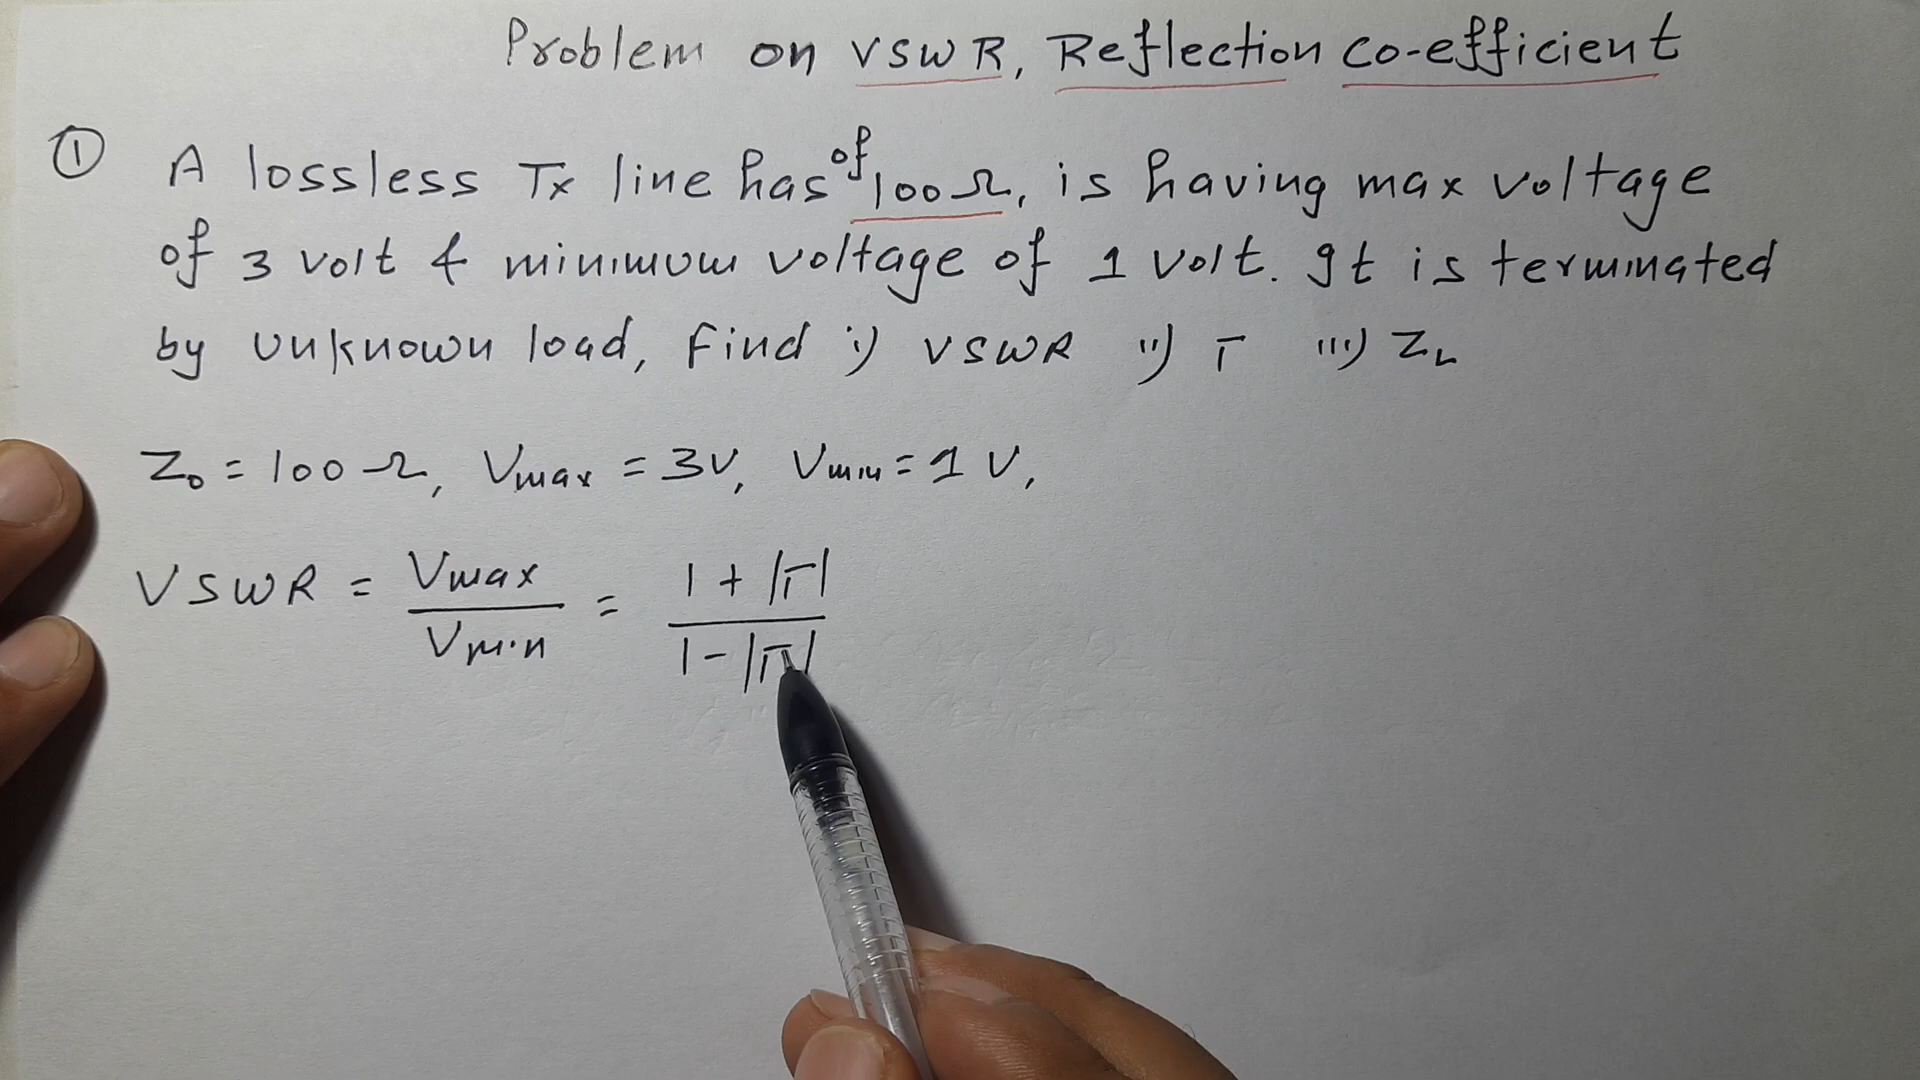 Problem on VSWR, Reflection co-efficient
① A lossless Tx line has of 100Ω, is having max voltage
of 3 volt & minimum voltage of 1 volt. It is terminated
by unknown load, Find i) VSWR ii) Γ iii) ZL
Z0 = 100Ω, Vmax = 3V, Vmin = 1V,
VSWR = Vmax / Vmin = 1 + |Γ| / 1 - |Γ|